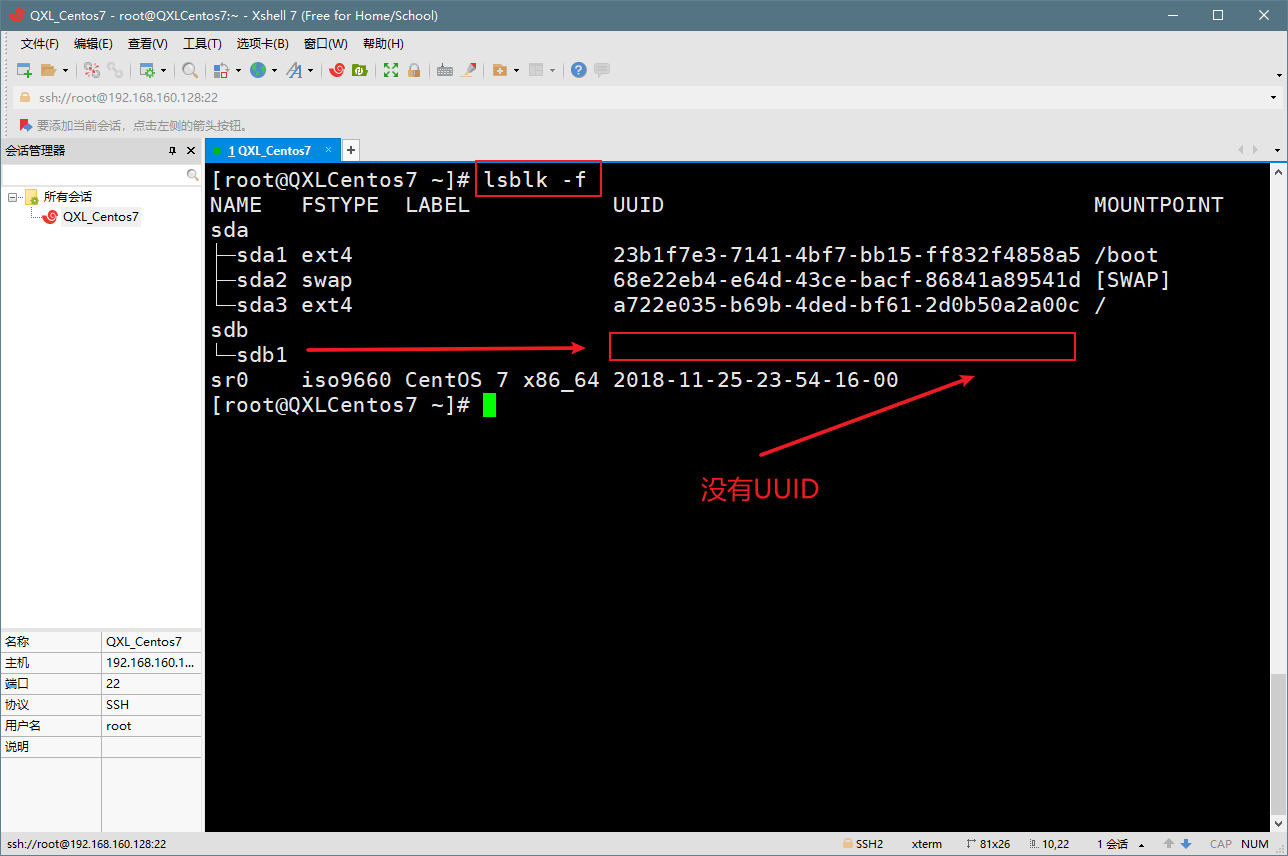 QXL_Centos7 - root@QXLCentos7:~ - Xshell 7 (Free for Home/School)
文件(F) 编辑(E) 查看(V) 工具(T) 选项卡(B) 窗口(W) 帮助(H)
ssh://root@192.168.160.128:22
要添加当前会话，点击左侧的箭头按钮。
会话管理器
1 QXL_Centos7
所有会话
QXL_Centos7
[root@QXLCentos7 ~]# lsblk -f
NAME FSTYPE LABEL UUID MOUNTPOINT
sda
├─sda1 ext4 23b1f7e3-7141-4bf7-bb15-ff832f4858a5 /boot
├─sda2 swap 68e22eb4-e64d-43ce-bacf-86841a89541d [SWAP]
└─sda3 ext4 a722e035-b69b-4ded-bf61-2d0b50a2a00c /
sdb
└─sdb1
sr0 iso9660 CentOS 7 x86_64 2018-11-25-23-54-16-00
[root@QXLCentos7 ~]#
没有UUID
名称 QXL_Centos7
主机 192.168.160.1...
端口 22
协议 SSH
用户名 root
说明
ssh://root@192.168.160.128:22 SSH2 xterm 81x26 10,22 1 会话 CAP NUM